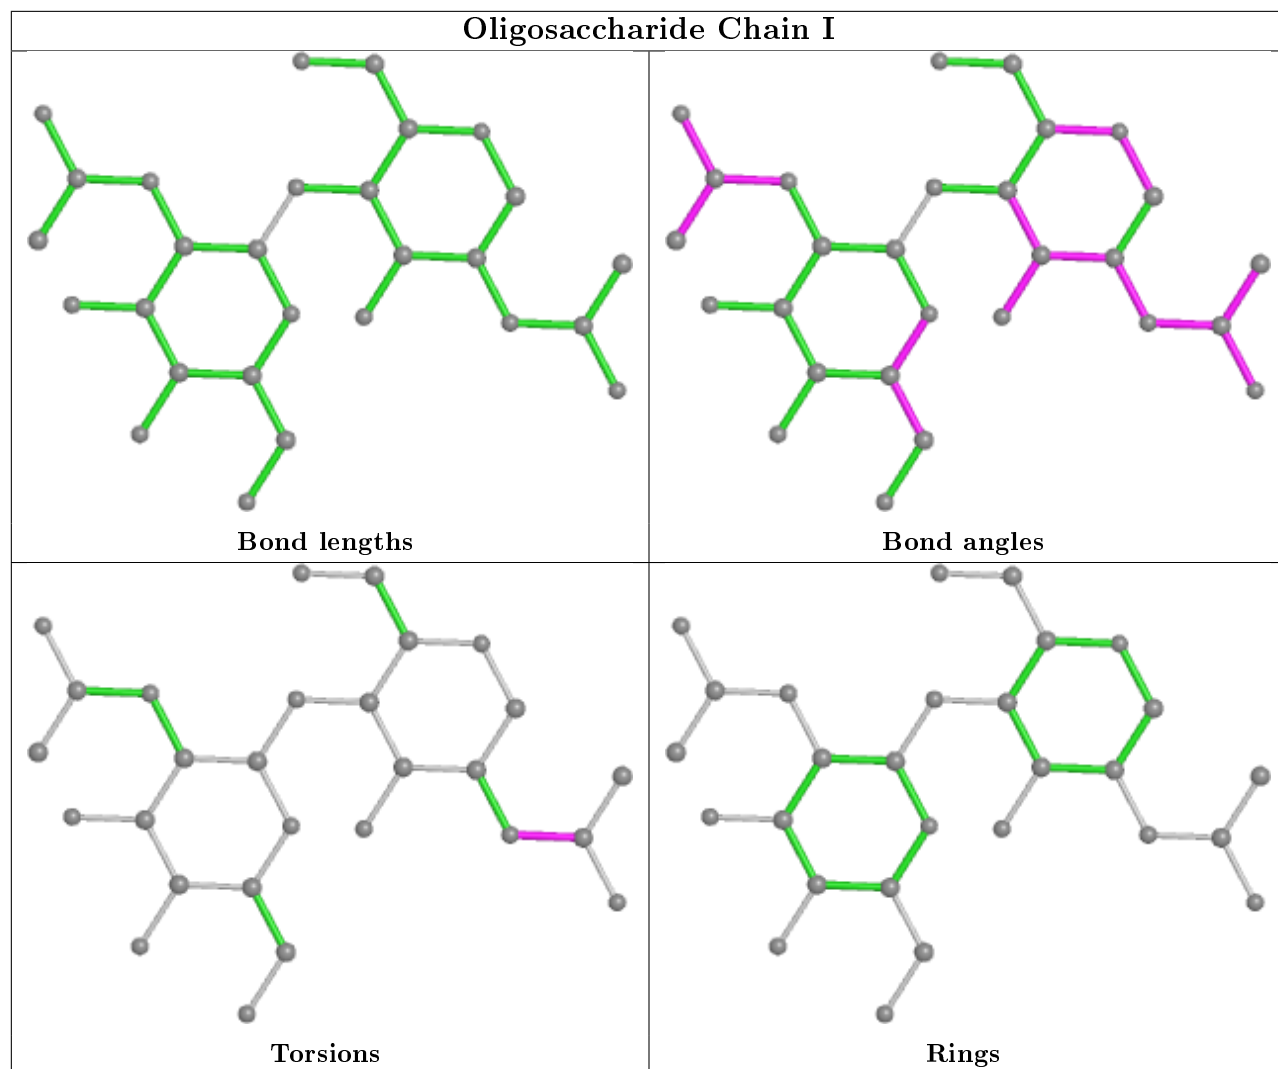 Oligosaccharide Chain I
Bond lengths
Bond angles
Torsions
Rings